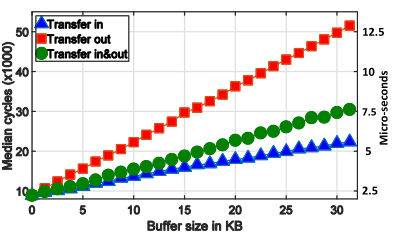 Transfer in
Transfer out
Transfer in&out
Median cycles (x1000)
50
40
30
20
10
12.5
10
7.5
5
2.5
Micro-seconds
0 5 10 15 20 25 30
Buffer size in KB